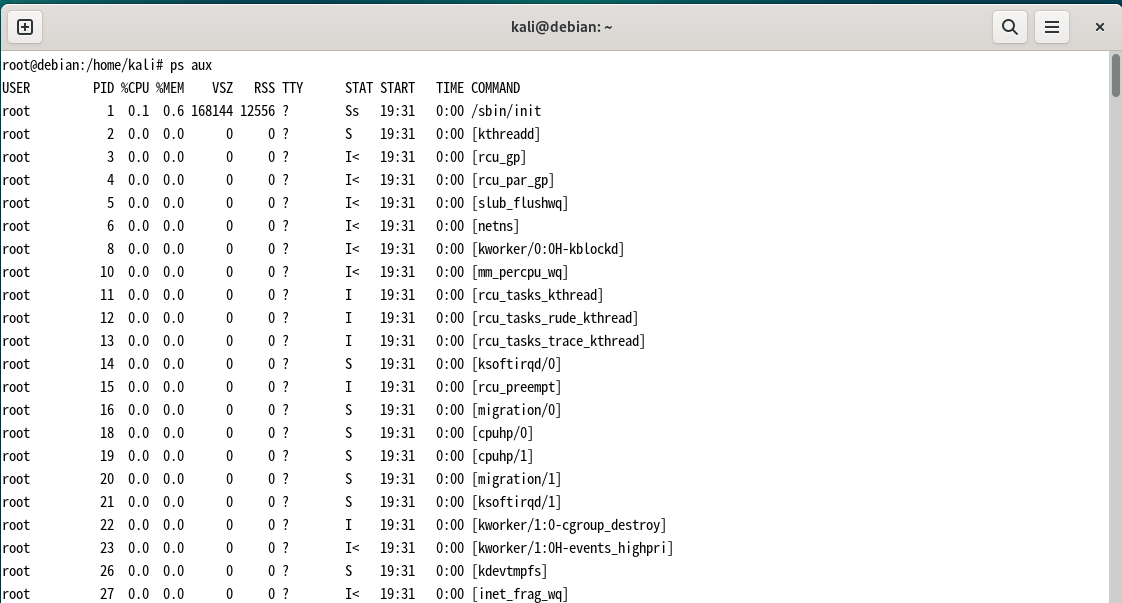 kali@debian: ~
root@debian:/home/kali# ps aux
USER PID %CPU %MEM VSZ RSS TTY STAT START TIME COMMAND
root 1 0.1 0.6 168144 12556 ? Ss 19:31 0:00 /sbin/init
root 2 0.0 0.0 0 0 ? S 19:31 0:00 [kthreadd]
root 3 0.0 0.0 0 0 ? I< 19:31 0:00 [rcu_gp]
root 4 0.0 0.0 0 0 ? I< 19:31 0:00 [rcu_par_gp]
root 5 0.0 0.0 0 0 ? I< 19:31 0:00 [slub_flushwq]
root 6 0.0 0.0 0 0 ? I< 19:31 0:00 [netns]
root 8 0.0 0.0 0 0 ? I< 19:31 0:00 [kworker/0:0H-kblockd]
root 10 0.0 0.0 0 0 ? I< 19:31 0:00 [mm_percpu_wq]
root 11 0.0 0.0 0 0 ? I 19:31 0:00 [rcu_tasks_kthread]
root 12 0.0 0.0 0 0 ? I 19:31 0:00 [rcu_tasks_rude_kthread]
root 13 0.0 0.0 0 0 ? I 19:31 0:00 [rcu_tasks_trace_kthread]
root 14 0.0 0.0 0 0 ? S 19:31 0:00 [ksoftirqd/0]
root 15 0.0 0.0 0 0 ? I 19:31 0:00 [rcu_preempt]
root 16 0.0 0.0 0 0 ? S 19:31 0:00 [migration/0]
root 18 0.0 0.0 0 0 ? S 19:31 0:00 [cpuhp/0]
root 19 0.0 0.0 0 0 ? S 19:31 0:00 [cpuhp/1]
root 20 0.0 0.0 0 0 ? S 19:31 0:00 [migration/1]
root 21 0.0 0.0 0 0 ? S 19:31 0:00 [ksoftirqd/1]
root 22 0.0 0.0 0 0 ? I 19:31 0:00 [kworker/1:0-cgroup_destroy]
root 23 0.0 0.0 0 0 ? I< 19:31 0:00 [kworker/1:0H-events_highpri]
root 26 0.0 0.0 0 0 ? S 19:31 0:00 [kdevtmpfs]
root 27 0.0 0.0 0 0 ? I< 19:31 0:00 [inet_frag_wq]